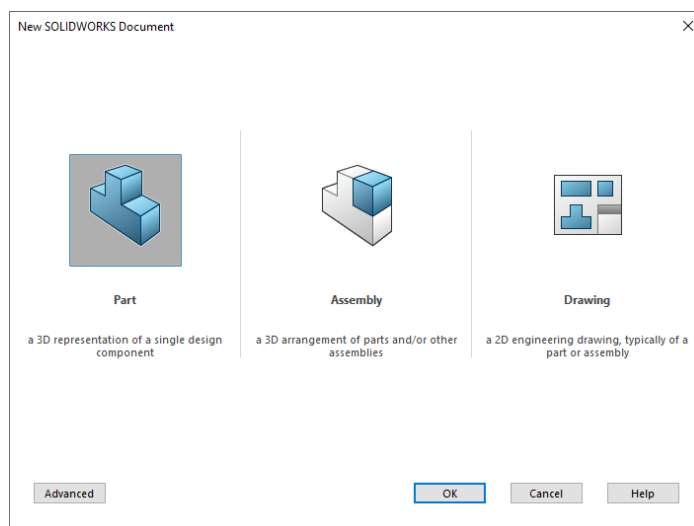 New SOLIDWORKS Document
Part
a 3D representation of a single design
component
Assembly
a 3D arrangement of parts and/or other
assemblies
Drawing
a 2D engineering drawing, typically of a
part or assembly
Advanced
OK
Cancel
Help